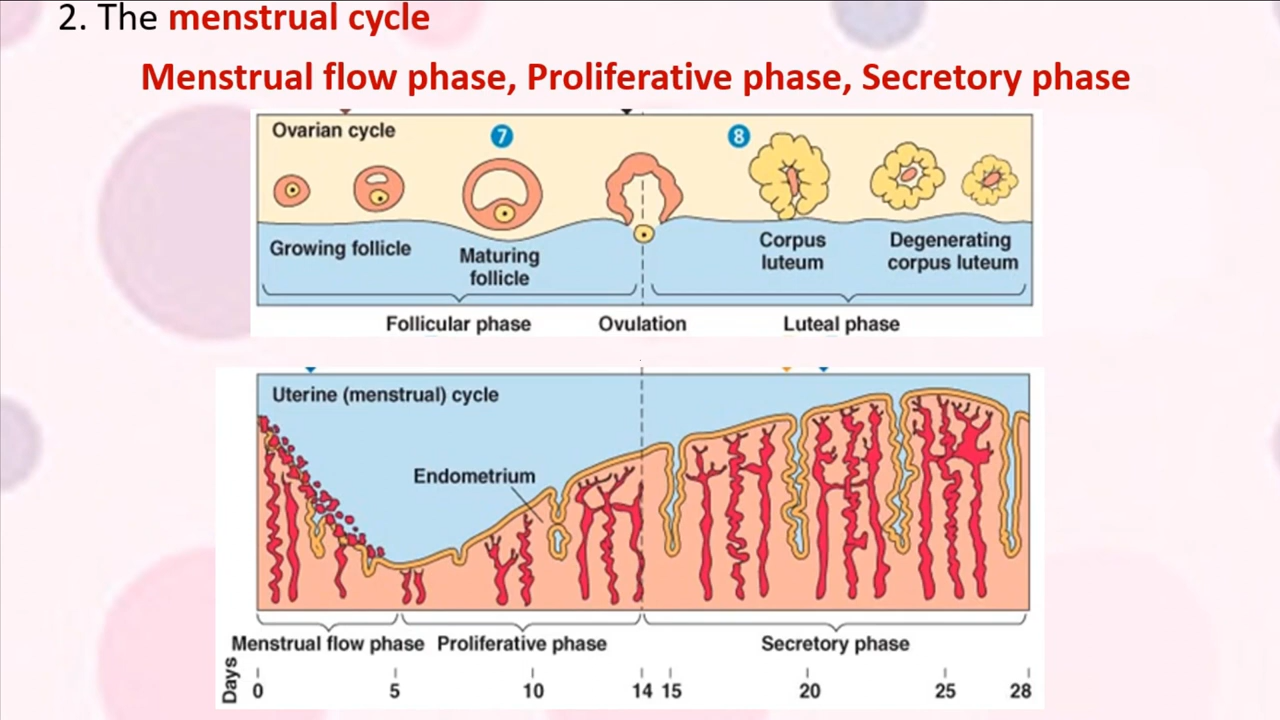 2. The menstrual cycle
Menstrual flow phase, Proliferative phase, Secretory phase
Ovarian cycle
7
8
Growing follicle
Maturing
follicle
Corpus
luteum
Degenerating
corpus luteum
Follicular phase
Ovulation
Luteal phase
Uterine (menstrual) cycle
Endometrium
Menstrual flow phase
Proliferative phase
Secretory phase
Days
0 5 10 14 15 20 25 28